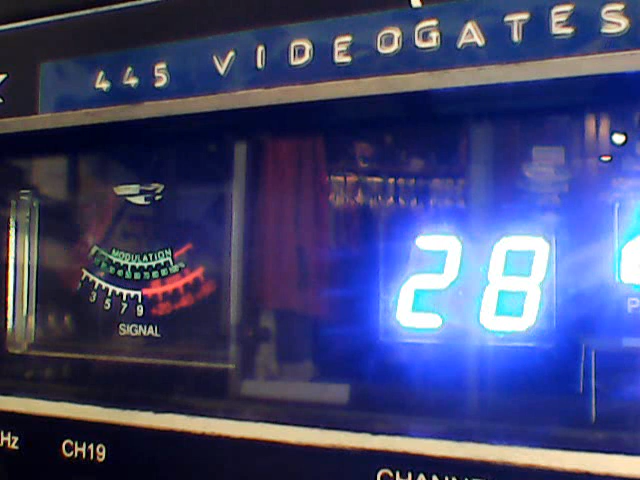 445 VIDEOGATES
MODULATION
3 5 7 9
SIGNAL
28
Hz CH19